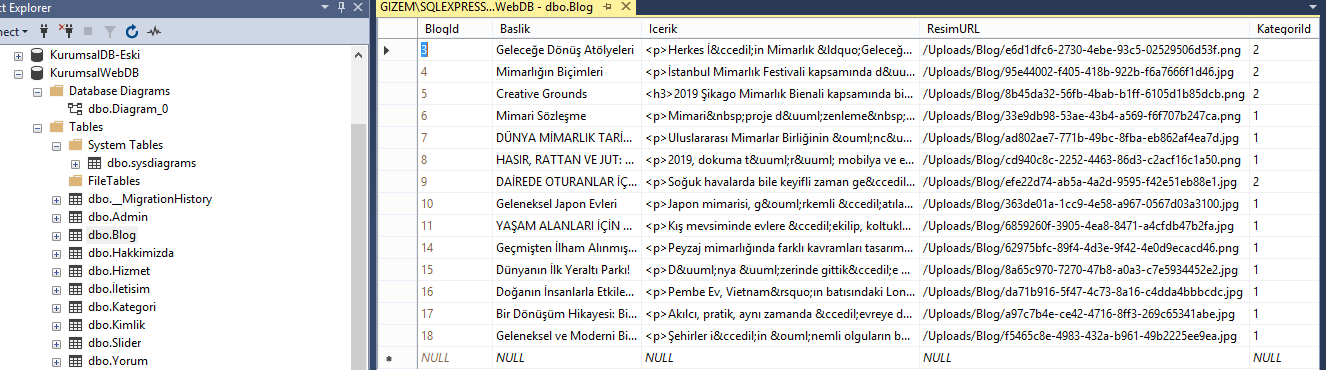 ct Explorer
nect
KurumsalDB-Eski
KurumsalWebDB
Database Diagrams
dbo.Diagram_0
Tables
System Tables
dbo.sysdiagrams
FileTables
dbo.__MigrationHistory
dbo.Admin
dbo.Blog
dbo.Hakkimizda
dbo.Hizmet
dbo.İletisim
dbo.Kategori
dbo.Kimlik
dbo.Slider
dbo.Yorum
GIZEM\SQLEXPRESS...WebDB - dbo.Blog
BlogId Baslik Icerik ResimURL KategoriId
3 Geleceğe Dönüş Atölyeleri <p>Herkes İ&ccedil;in Mimarlık &ldquo;Geleceğ... /Uploads/Blog/e6d1dfc6-2730-4ebe-93c5-02529506d53f.png 2
4 Mimarlığın Biçimleri <p>İstanbul Mimarlık Festivali kapsamında d&uu... /Uploads/Blog/95e44002-f405-418b-922b-f6a7666f1d46.jpg 2
5 Creative Grounds <h3>2019 Şikago Mimarlık Bienali kapsamında bi... /Uploads/Blog/8b45da32-56fb-4bab-b1ff-6105d1b85dcb.png 2
6 Mimari Sözleşme <p>Mimari&nbsp;proje d&uuml;zenleme&nbsp;... /Uploads/Blog/33e9db98-53ae-43b4-a569-f6f707b247ca.png 1
7 DÜNYA MİMARLIK TARİ... <p>Uluslararası Mimarlar Birliğinin &ouml;nc&u... /Uploads/Blog/ad802ae7-771b-49bc-8fba-eb862af4ea7d.jpg 1
8 HASIR, RATTAN VE JUT: ... <p>2019, dokuma t&uuml;r&uuml; mobilya ve e... /Uploads/Blog/cd940c8c-2252-4463-86d3-c2acf16c1a50.png 1
9 DAİREDE OTURANLAR İÇ... <p>Soğuk havalarda bile keyifli zaman ge&ccedil... /Uploads/Blog/efe22d74-ab5a-4a2d-9595-f42e51eb88e1.jpg 2
10 Geleneksel Japon Evleri <p>Japon mimarisi, g&ouml;rkemli &ccedil;atıla... /Uploads/Blog/363de01a-1cc9-4e58-a967-0567d03a3100.jpg 1
11 YAŞAM ALANLARI İÇİN ... <p>Kış mevsiminde evlere &ccedil;ekilip, koltukl... /Uploads/Blog/6859260f-3905-4ea8-8471-a4cfdb47b2fa.jpg 1
14 Geçmişten İlham Alınmış... <p>Peyzaj mimarlığında farklı kavramları tasarım... /Uploads/Blog/62975bfc-89f4-4d3e-9f42-4e0d9ecacd46.png 1
15 Dünyanın İlk Yeraltı Parkı! <p>D&uuml;nya &uuml;zerinde gittik&ccedil;e ... /Uploads/Blog/8a65c970-7270-47b8-a0a3-c7e5934452e2.jpg 1
16 Doğanın İnsanlarla Etkile... <p>Pembe Ev, Vietnam&rsquo;ın batısındaki Lon... /Uploads/Blog/da71b916-5f47-4c73-8a16-c4dda4bbbcdc.jpg 1
17 Bir Dönüşüm Hikayesi: Bi... <p>Akılcı, pratik, aynı zamanda &ccedil;evreye d... /Uploads/Blog/a97c7b4e-ce42-4716-8ff3-269c65341abe.jpg 1
18 Geleneksel ve Moderni Bi... <p>Şehirler i&ccedil;in &ouml;nemli olguların b... /Uploads/Blog/f5465c8e-4983-432a-b961-49b2225ee9ea.jpg 1
NULL NULL NULL NULL NULL